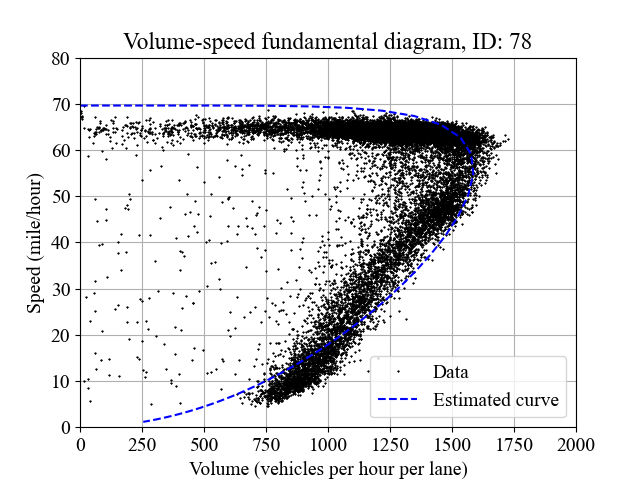 Volume-speed fundamental diagram, ID: 78
80
70
60
50
40
30
20
10
0
Speed (mile/hour)
Data
Estimated curve
0 250 500 750 1000 1250 1500 1750 2000
Volume (vehicles per hour per lane)